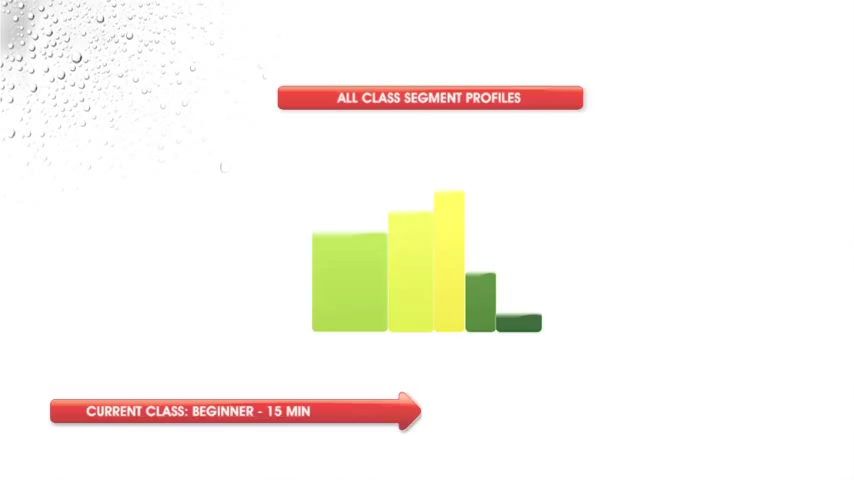 ALL CLASS SEGMENT PROFILES
CURRENT CLASS: BEGINNER - 15 MIN